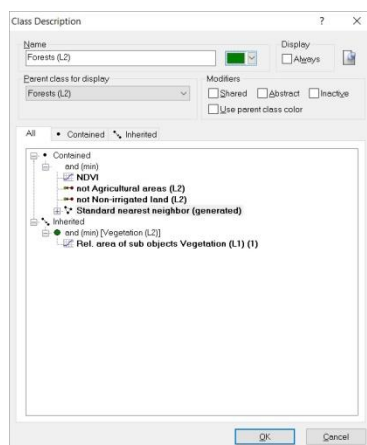 Class Description ? ×
Name
Forests (L2)
Display
Always
Parent class for display
Forests (L2)
Modifiers
Shared Abstract Inactive
Use parent class color
All • Contained Inherited
Contained
and (min)
NDVI
not Agricultural areas (L2)
not Non-irrigated land (L2)
Standard nearest neighbor (generated)
Inherited
and (min) [Vegetation (L2)]
Rel. area of sub objects Vegetation (L1) (1)
OK Cancel